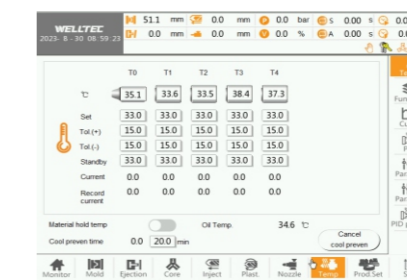 WELLTEC
2023- 8 - 30 08 :59 :23
51.1 mm 0.0 mm 0.0 bar S 0.00 s 0.0
0.0 mm 0.0 mm 0.0 % A 0.00 s
T0 T1 T2 T3 T4
℃ 35.1 33.6 33.5 38.4 37.3
Set 33.0 33.0 33.0 33.0 33.0
Tol.(+) 15.0 15.0 15.0 15.0 15.0
Tol.(-) 15.0 15.0 15.0 15.0 15.0
Standby 33.0 33.0 33.0 33.0 33.0
Current 0.0 0.0 0.0 0.0 0.0
Record current 0.0 0.0 0.0 0.0 0.0
Material hold temp Oil Temp. 34.6 ℃
Cool preven time 0.0 20.0 min
Cancel
cool preven
Monitor Mold Ejection Core Inject Plast. Nozzle Temp Prod Set